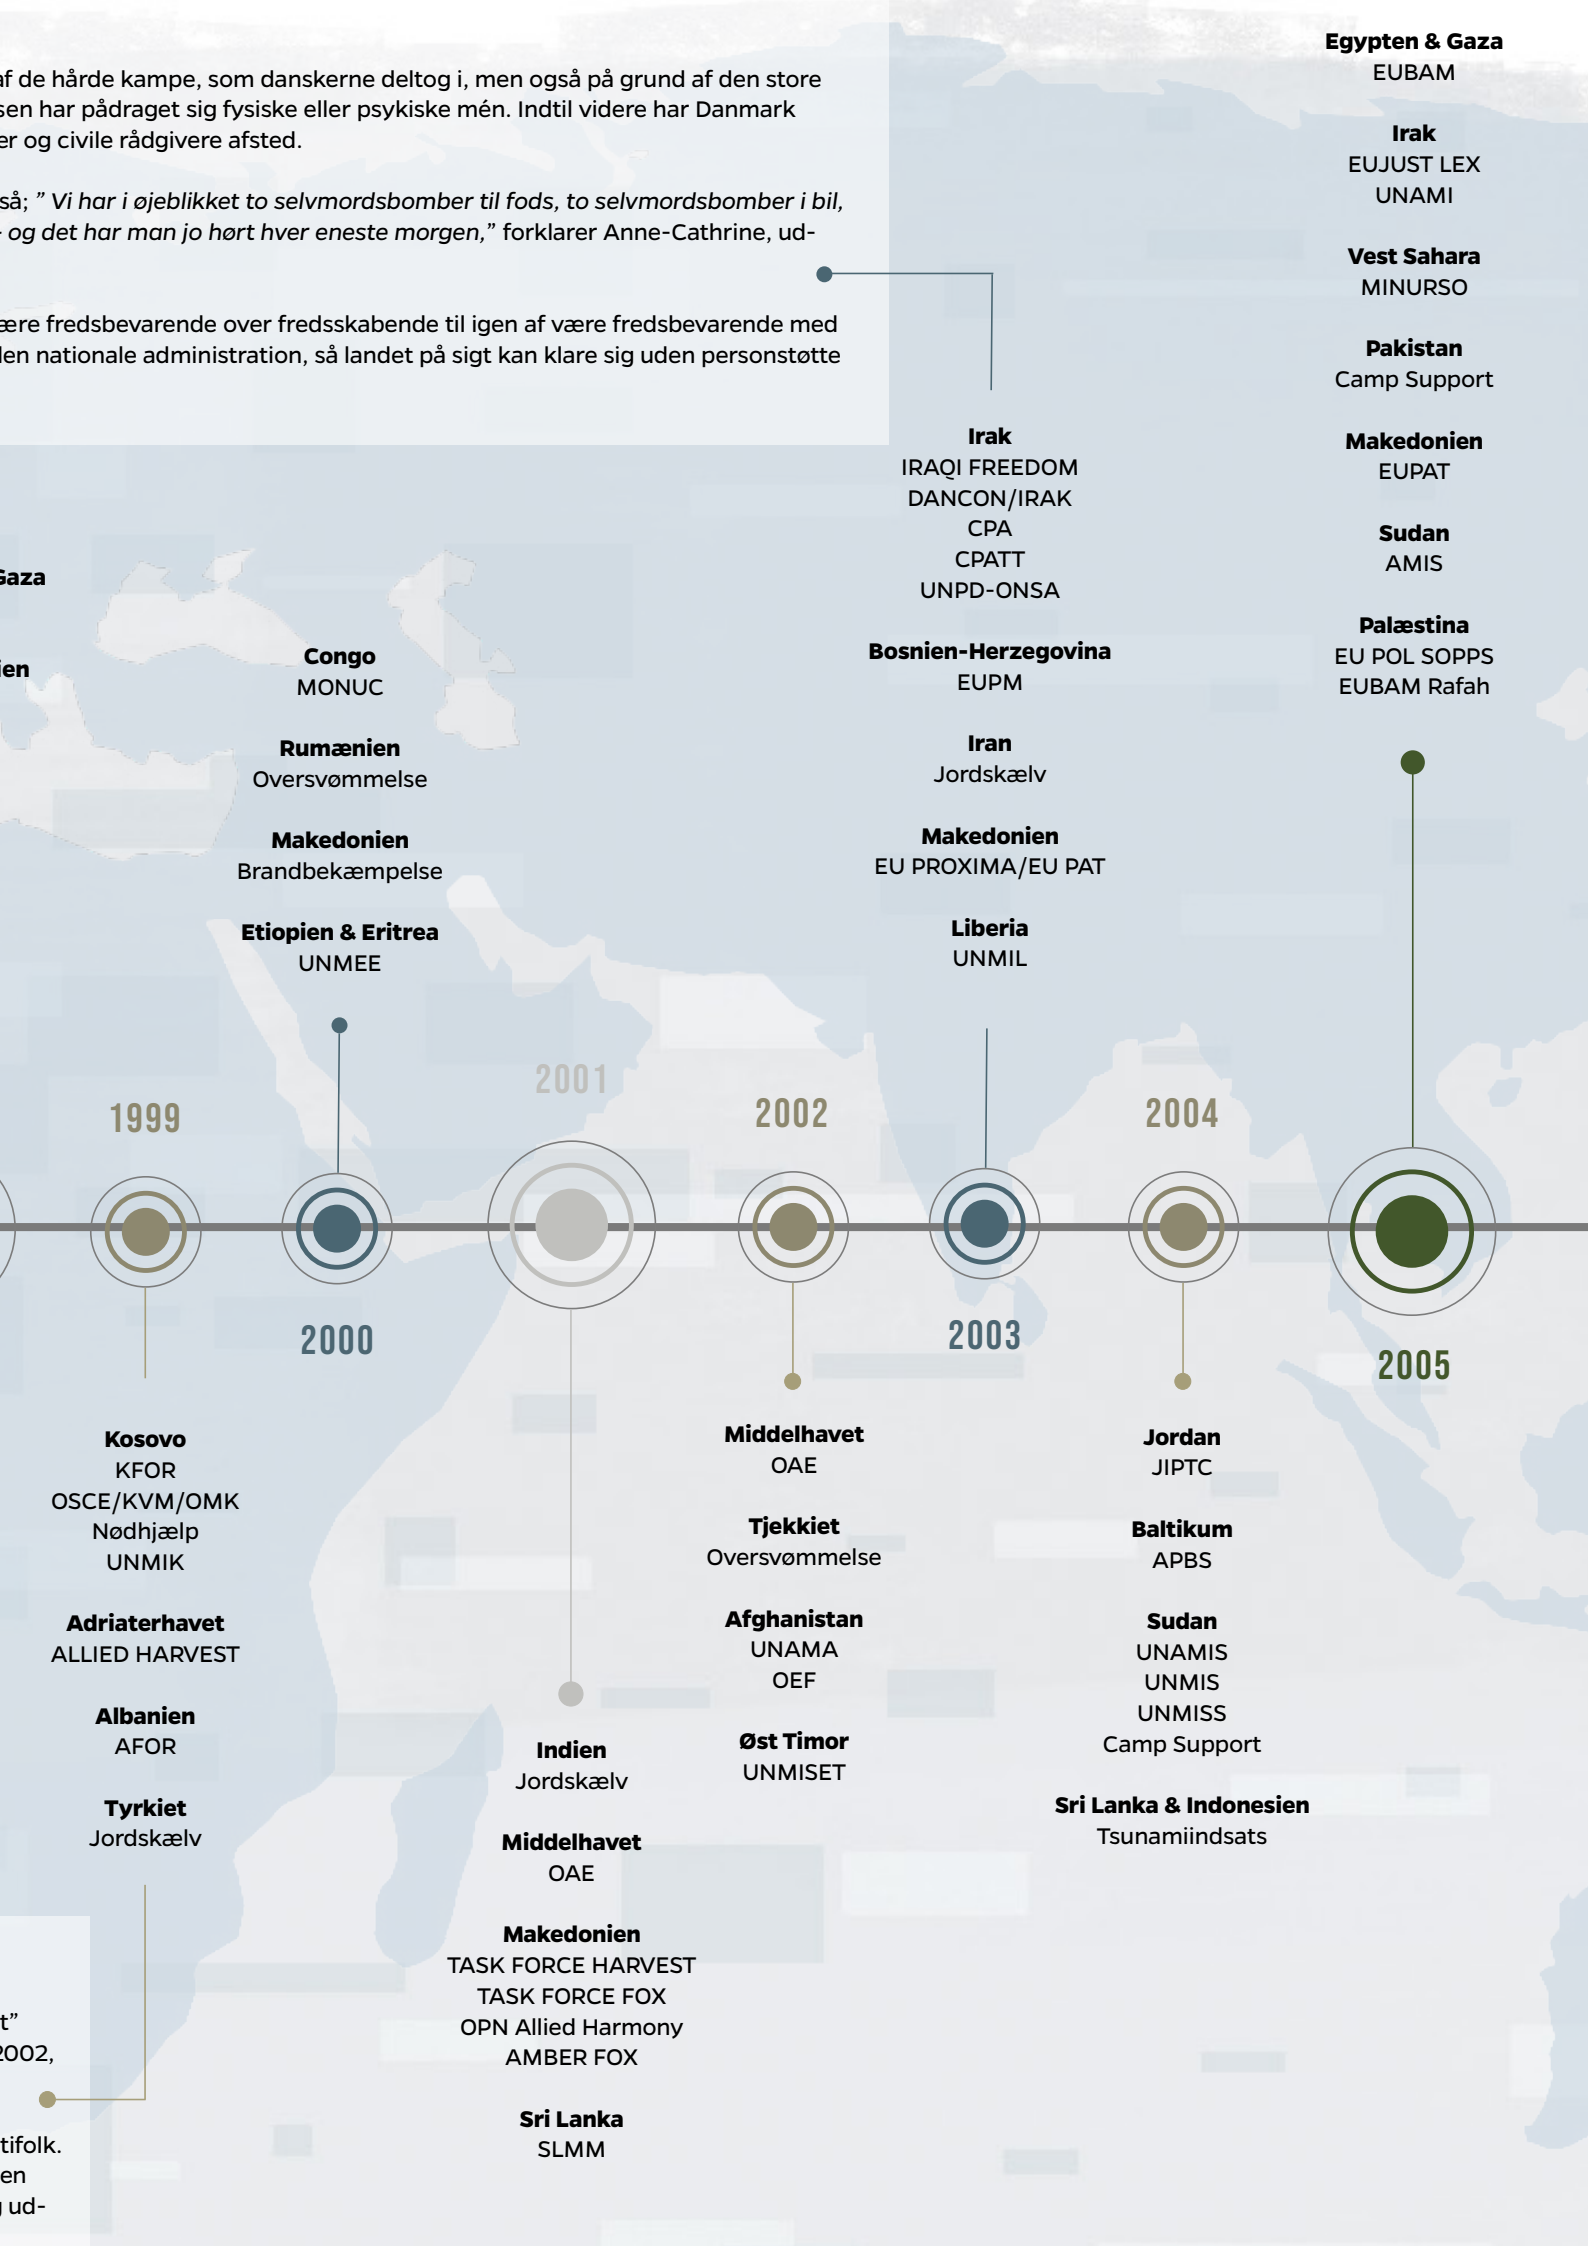 af de hårde kampe, som danskerne deltog i, men også på grund af den store
sen har pådraget sig fysiske eller psykiske mén. Indtil videre har Danmark
er og civile rådgivere afsted.
så; ” Vi har i øjeblikket to selvmordsbomber til fods, to selvmordsbomber i bil,
- og det har man jo hørt hver eneste morgen,” forklarer Anne-Cathrine, ud-
ære fredsbevarende over fredsskabende til igen af være fredsbevarende med
den nationale administration, så landet på sigt kan klare sig uden personstøtte
Gaza
ien
Congo
MONUC
Rumænien
Oversvømmelse
Makedonien
Brandbekæmpelse
Etiopien & Eritrea
UNMEE
Irak
IRAQI FREEDOM
DANCON/IRAK
CPA
CPATT
UNPD-ONSA
Bosnien-Herzegovina
EUPM
Iran
Jordskælv
Makedonien
EU PROXIMA/EU PAT
Liberia
UNMIL
Egypten & Gaza
EUBAM
Irak
EUJUST LEX
UNAMI
Vest Sahara
MINURSO
Pakistan
Camp Support
Makedonien
EUPAT
Sudan
AMIS
Palæstina
EU POL SOPPS
EUBAM Rafah
1999
2000
2001
2002
2003
2004
2005
Kosovo
KFOR
OSCE/KVM/OMK
Nødhjælp
UNMIK
Adriaterhavet
ALLIED HARVEST
Albanien
AFOR
Tyrkiet
Jordskælv
Indien
Jordskælv
Middelhavet
OAE
Makedonien
TASK FORCE HARVEST
TASK FORCE FOX
OPN Allied Harmony
AMBER FOX
Sri Lanka
SLMM
Middelhavet
OAE
Tjekkiet
Oversvømmelse
Afghanistan
UNAMA
OEF
Øst Timor
UNMISET
Jordan
JIPTC
Baltikum
APBS
Sudan
UNAMIS
UNMIS
UNMISS
Camp Support
Sri Lanka & Indonesien
Tsunamiindsats
t”
2002,
tifolk.
en
g ud-